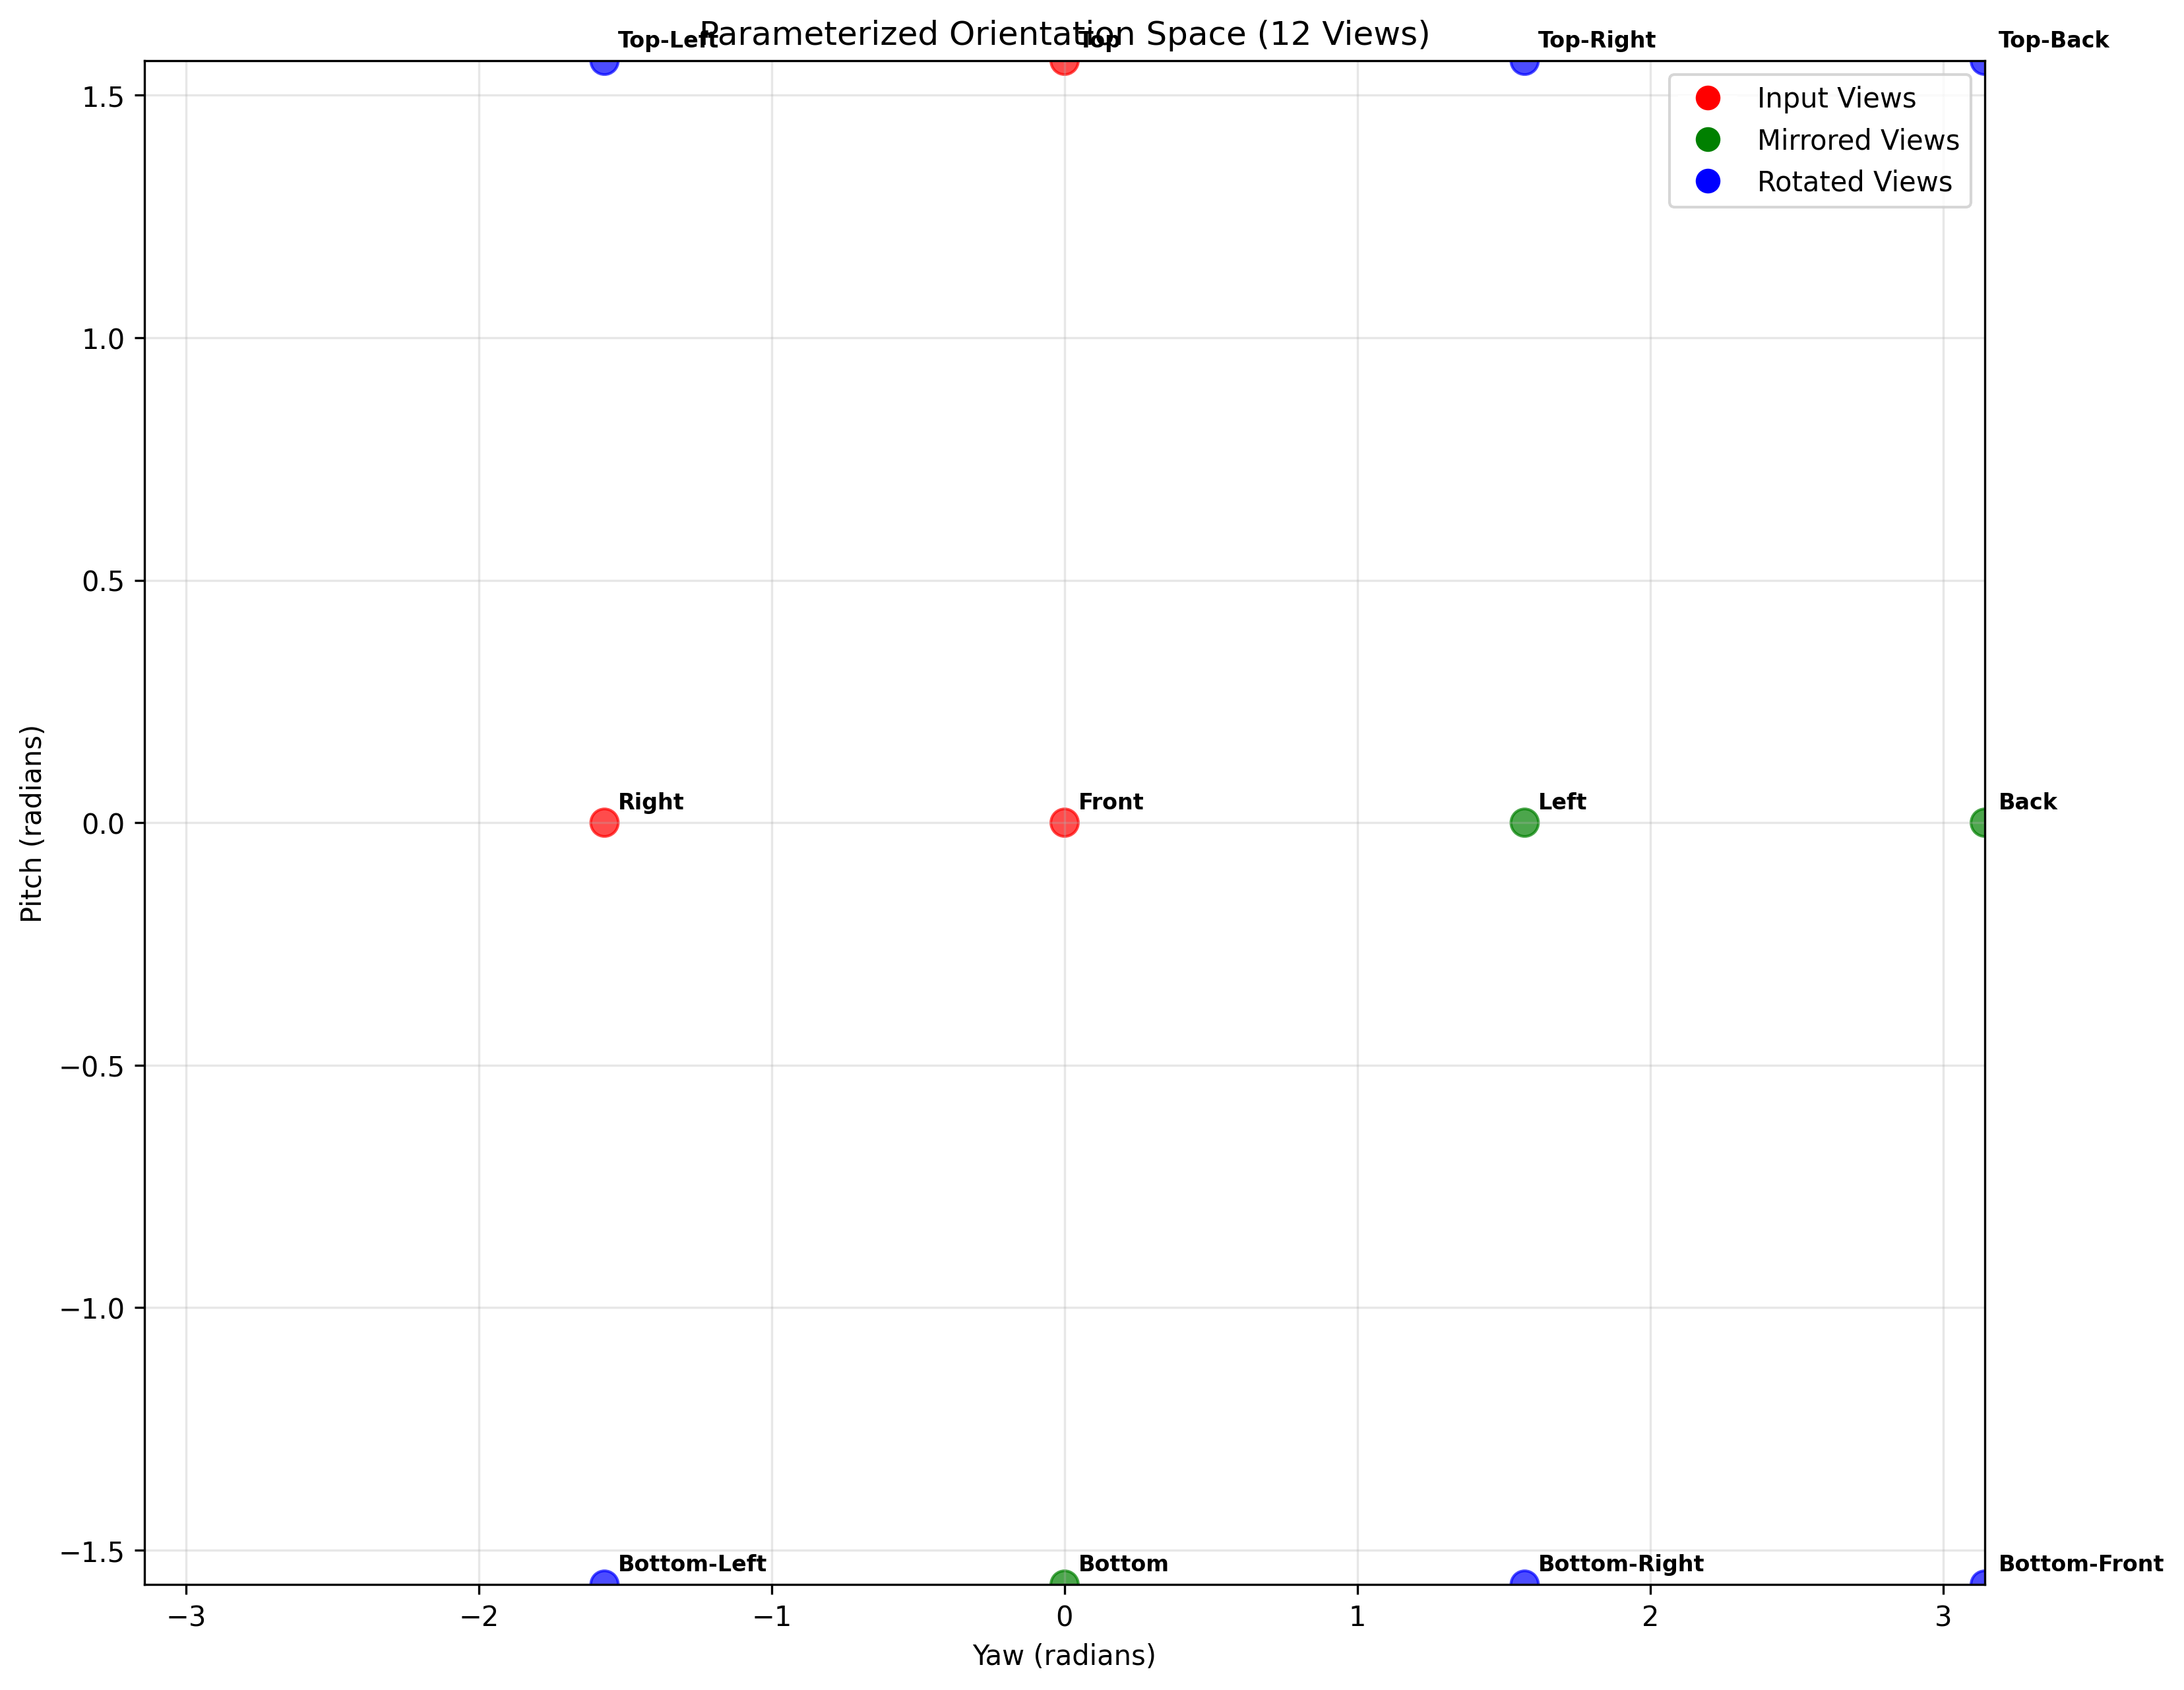 Parameterized Orientation Space (12 Views)
Top-Left
Top
Top-Right
Top-Back
1.5
Input Views
Mirrored Views
Rotated Views
1.0
0.5
Right
Front
Left
Back
0.0
Pitch (radians)
−0.5
−1.0
−1.5
Bottom-Left
Bottom
Bottom-Right
Bottom-Front
−3
−2
−1
0
1
2
3
Yaw (radians)